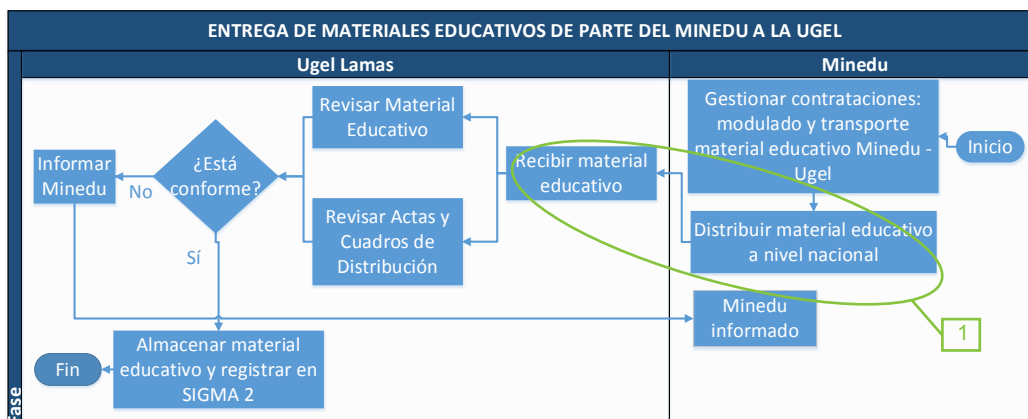 ENTREGA DE MATERIALES EDUCATIVOS DE PARTE DEL MINEDU A LA UGEL
Ugel Lamas
Minedu
Revisar Material
Educativo
Gestionar contrataciones:
modulado y transporte
material educativo Minedu -
Ugel
Inicio
Informar
Minedu
¿Está
conforme?
No
Recibir material
educativo
Revisar Actas y
Cuadros de
Distribución
Distribuir material educativo
a nivel nacional
Sí
Minedu
informado
1
Almacenar material
educativo y registrar en
SIGMA 2
Fin
Fase